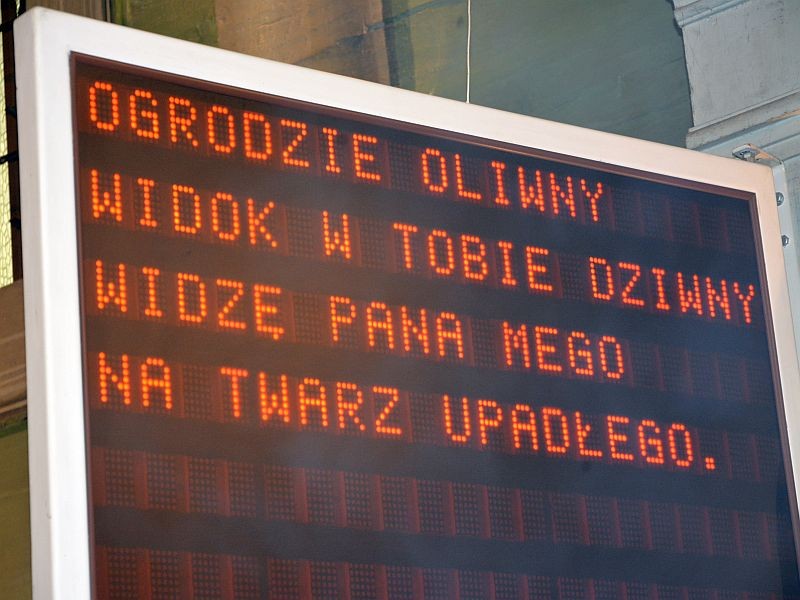 OGRODZIE OLIWNY
WIDOK W TOBIE DZIWNY
WIDZĘ PANA MEGO
NA TWARZ UPADŁEGO.